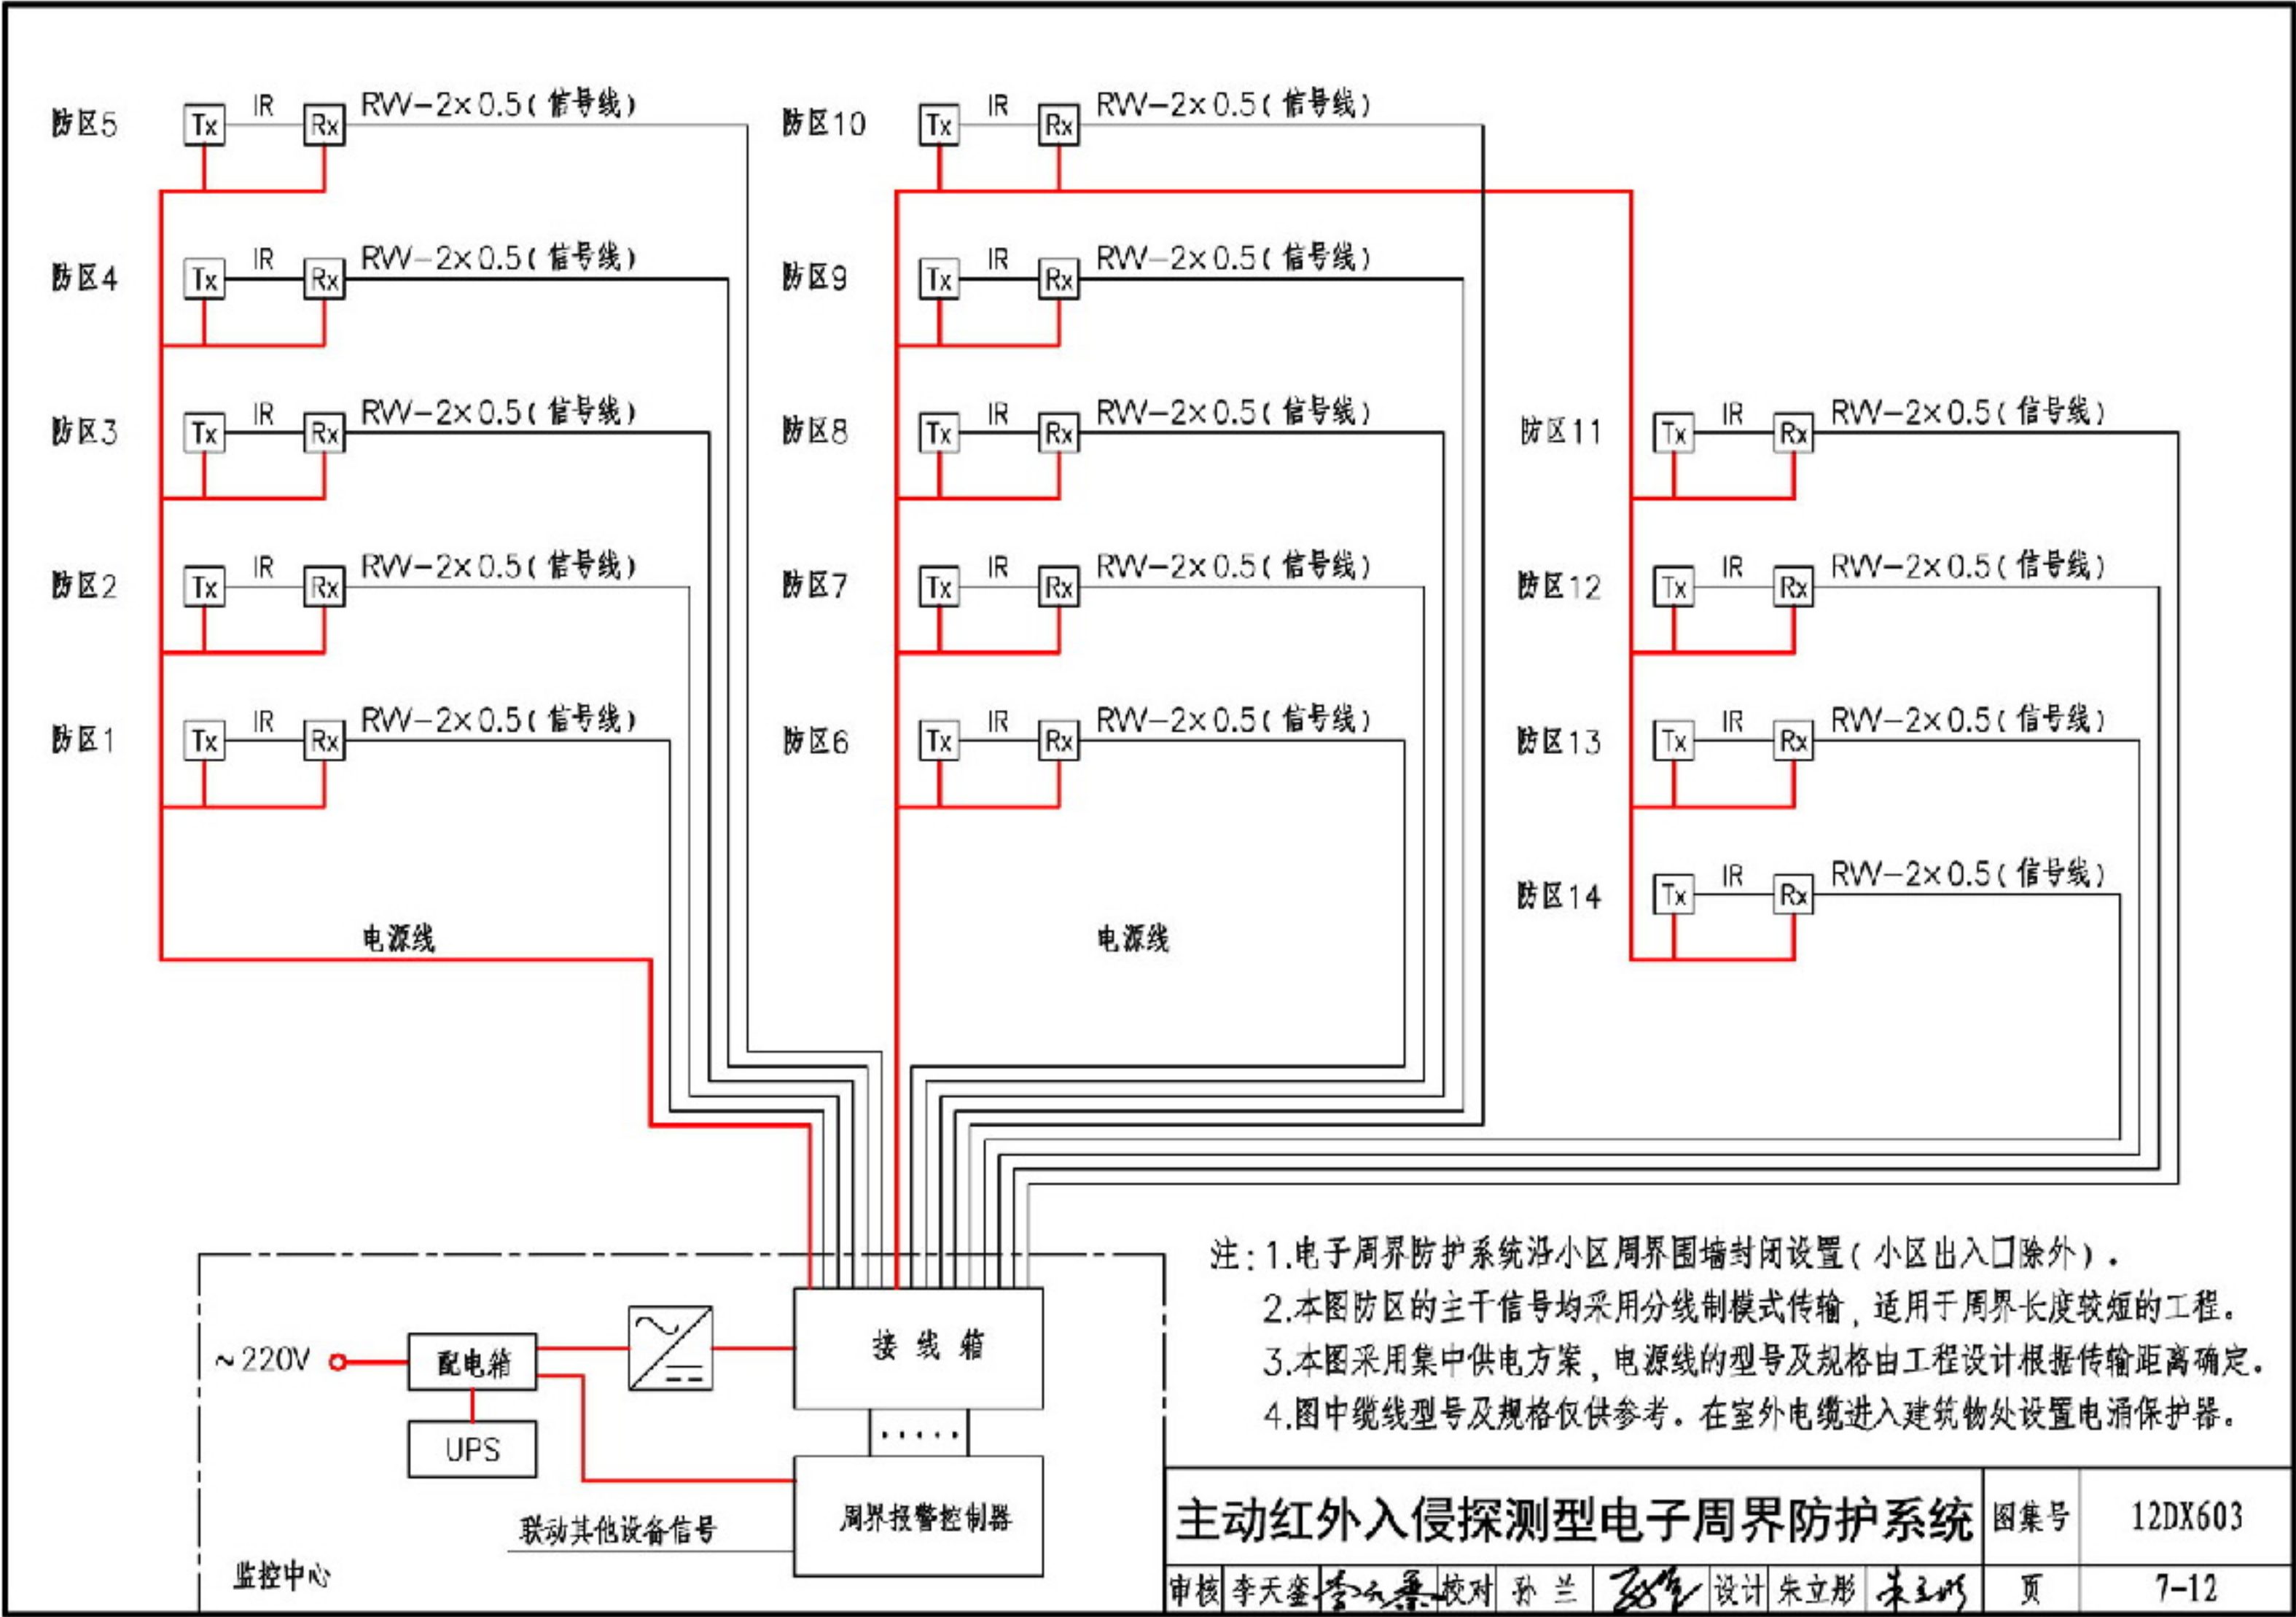 防区5 Tx IR Rx RVV-2×0.5(信号线)
防区10 Tx IR Rx RVV-2×0.5(信号线)
防区4 Tx IR Rx RVV-2×0.5(信号线)
防区9 Tx IR Rx RVV-2×0.5(信号线)
防区3 Tx IR Rx RVV-2×0.5(信号线)
防区8 Tx IR Rx RVV-2×0.5(信号线)
防区11 Tx IR Rx RVV-2×0.5(信号线)
防区2 Tx IR Rx RVV-2×0.5(信号线)
防区7 Tx IR Rx RVV-2×0.5(信号线)
防区12 Tx IR Rx RVV-2×0.5(信号线)
防区1 Tx IR Rx RVV-2×0.5(信号线)
防区6 Tx IR Rx RVV-2×0.5(信号线)
防区13 Tx IR Rx RVV-2×0.5(信号线)
防区14 Tx IR Rx RVV-2×0.5(信号线)
电源线
电源线
~220V
配电箱
UPS
接线箱
·····
周界报警控制器
联动其他设备信号
监控中心
注:1.电子周界防护系统沿小区周界围墙封闭设置(小区出入口除外)。
2.本图防区的主干信号均采用分线制模式传输,适用于周界长度较短的工程。
3.本图采用集中供电方案,电源线的型号及规格由工程设计根据传输距离确定。
4.图中缆线型号及规格仅供参考。在室外电缆进入建筑物处设置电涌保护器。
主动红外入侵探测型电子周界防护系统 图集号 12DX603
审核 李天銮 校对 孙兰 设计 朱立彤 朱立彤 页 7-12